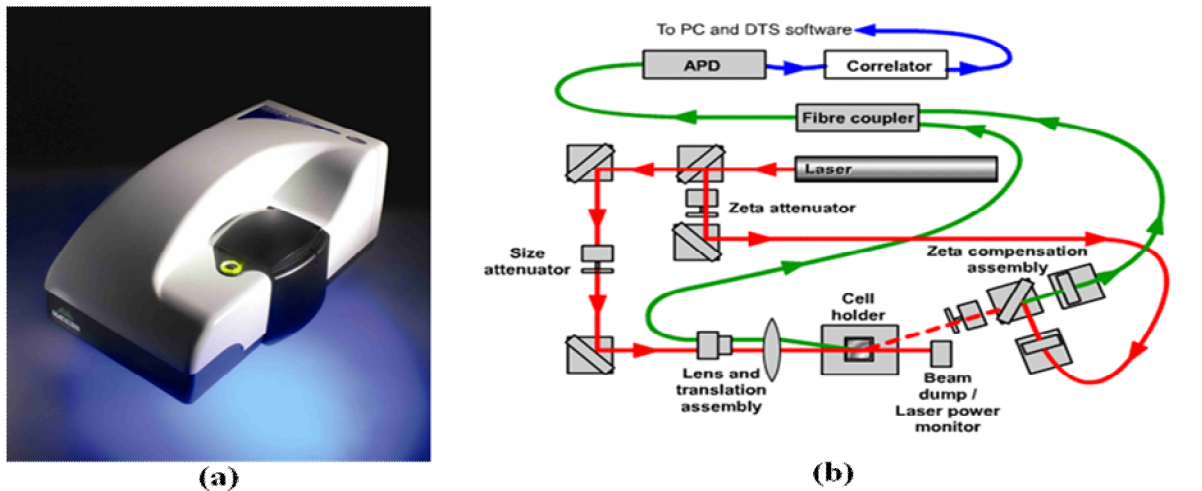 To PC and DTS software
APD
Correlator
Fibre coupler
Laser
Zeta attenuator
Size
attenuator
Zeta compensation
assembly
Cell
holder
Lens and
translation
assembly
Beam
dump /
Laser power
monitor
(a)
(b)